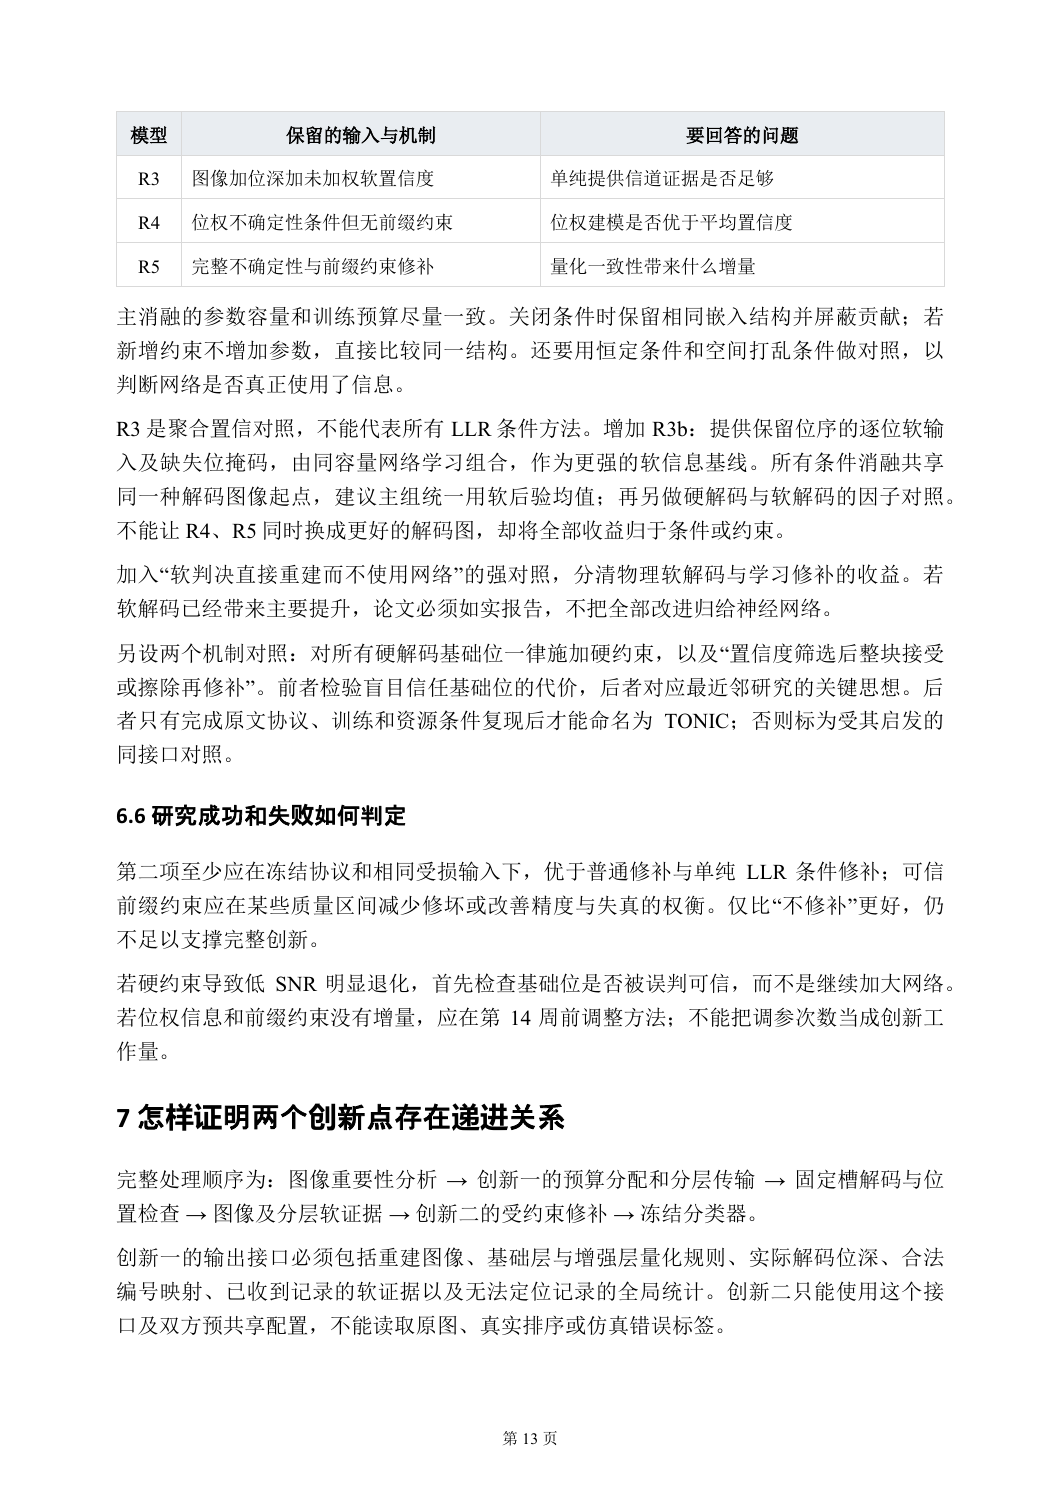 模型 保留的输入与机制 要回答的问题
R3 图像加位深加未加权软置信度 单纯提供信道证据是否足够
R4 位权不确定性条件但无前缀约束 位权建模是否优于平均置信度
R5 完整不确定性与前缀约束修补 量化一致性带来什么增量
主消融的参数容量和训练预算尽量一致。关闭条件时保留相同嵌入结构并屏蔽贡献；若
新增约束不增加参数，直接比较同一结构。还要用恒定条件和空间打乱条件做对照，以
判断网络是否真正使用了信息。
R3 是聚合置信对照，不能代表所有 LLR 条件方法。增加 R3b：提供保留位序的逐位软输
入及缺失位掩码，由同容量网络学习组合，作为更强的软信息基线。所有条件消融共享
同一种解码图像起点，建议主组统一用软后验均值；再另做硬解码与软解码的因子对照。
不能让 R4、R5 同时换成更好的解码图，却将全部收益归于条件或约束。
加入“软判决直接重建而不使用网络”的强对照，分清物理软解码与学习修补的收益。若
软解码已经带来主要提升，论文必须如实报告，不把全部改进归给神经网络。
另设两个机制对照：对所有硬解码基础位一律施加硬约束，以及“置信度筛选后整块接受
或擦除再修补”。前者检验盲目信任基础位的代价，后者对应最近邻研究的关键思想。后
者只有完成原文协议、训练和资源条件复现后才能命名为 TONIC；否则标为受其启发的
同接口对照。
6.6 研究成功和失败如何判定
第二项至少应在冻结协议和相同受损输入下，优于普通修补与单纯 LLR 条件修补；可信
前缀约束应在某些质量区间减少修坏或改善精度与失真的权衡。仅比“不修补”更好，仍
不足以支撑完整创新。
若硬约束导致低 SNR 明显退化，首先检查基础位是否被误判可信，而不是继续加大网络。
若位权信息和前缀约束没有增量，应在第 14 周前调整方法；不能把调参次数当成创新工
作量。
7 怎样证明两个创新点存在递进关系
完整处理顺序为：图像重要性分析 → 创新一的预算分配和分层传输 → 固定槽解码与位
置检查 → 图像及分层软证据 → 创新二的受约束修补 → 冻结分类器。
创新一的输出接口必须包括重建图像、基础层与增强层量化规则、实际解码位深、合法
编号映射、已收到记录的软证据以及无法定位记录的全局统计。创新二只能使用这个接
口及双方预共享配置，不能读取原图、真实排序或仿真错误标签。
第 13 页